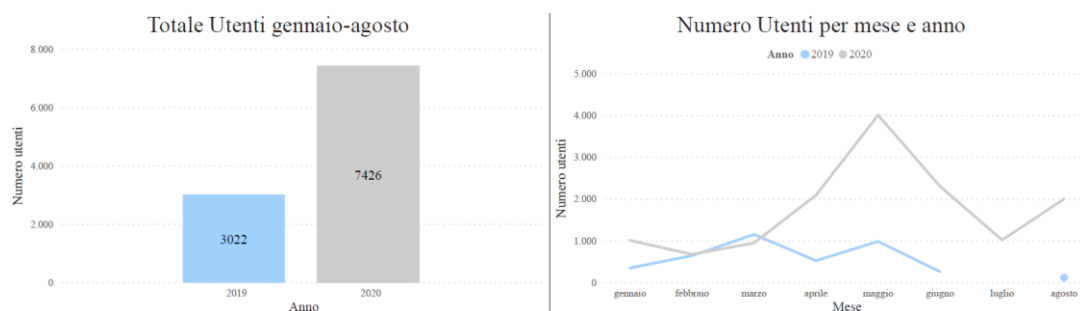 Totale Utenti gennaio-agosto
8.000
6.000
4.000
2.000
0
Numero utenti
3022
7426
2019
2020
Anno
Numero Utenti per mese e anno
Anno 2019 2020
5.000
4.000
3.000
2.000
1.000
0
Numero utenti
gennaio febbraio marzo aprile maggio giugno luglio agosto
Mese